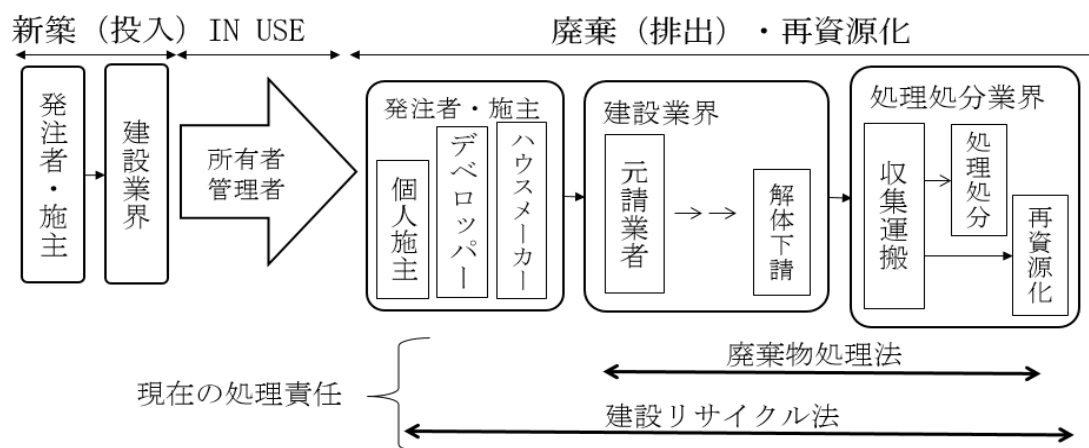 新築（投入）
IN USE
廃棄（排出）・再資源化
発注者・施主
建設業界
所有者
管理者
発注者・施主
個人施主
デベロッパー
ハウスメーカー
建設業界
元請業者
解体下請
処理処分業界
収集運搬
処理処分
再資源化
現在の処理責任
廃棄物処理法
建設リサイクル法